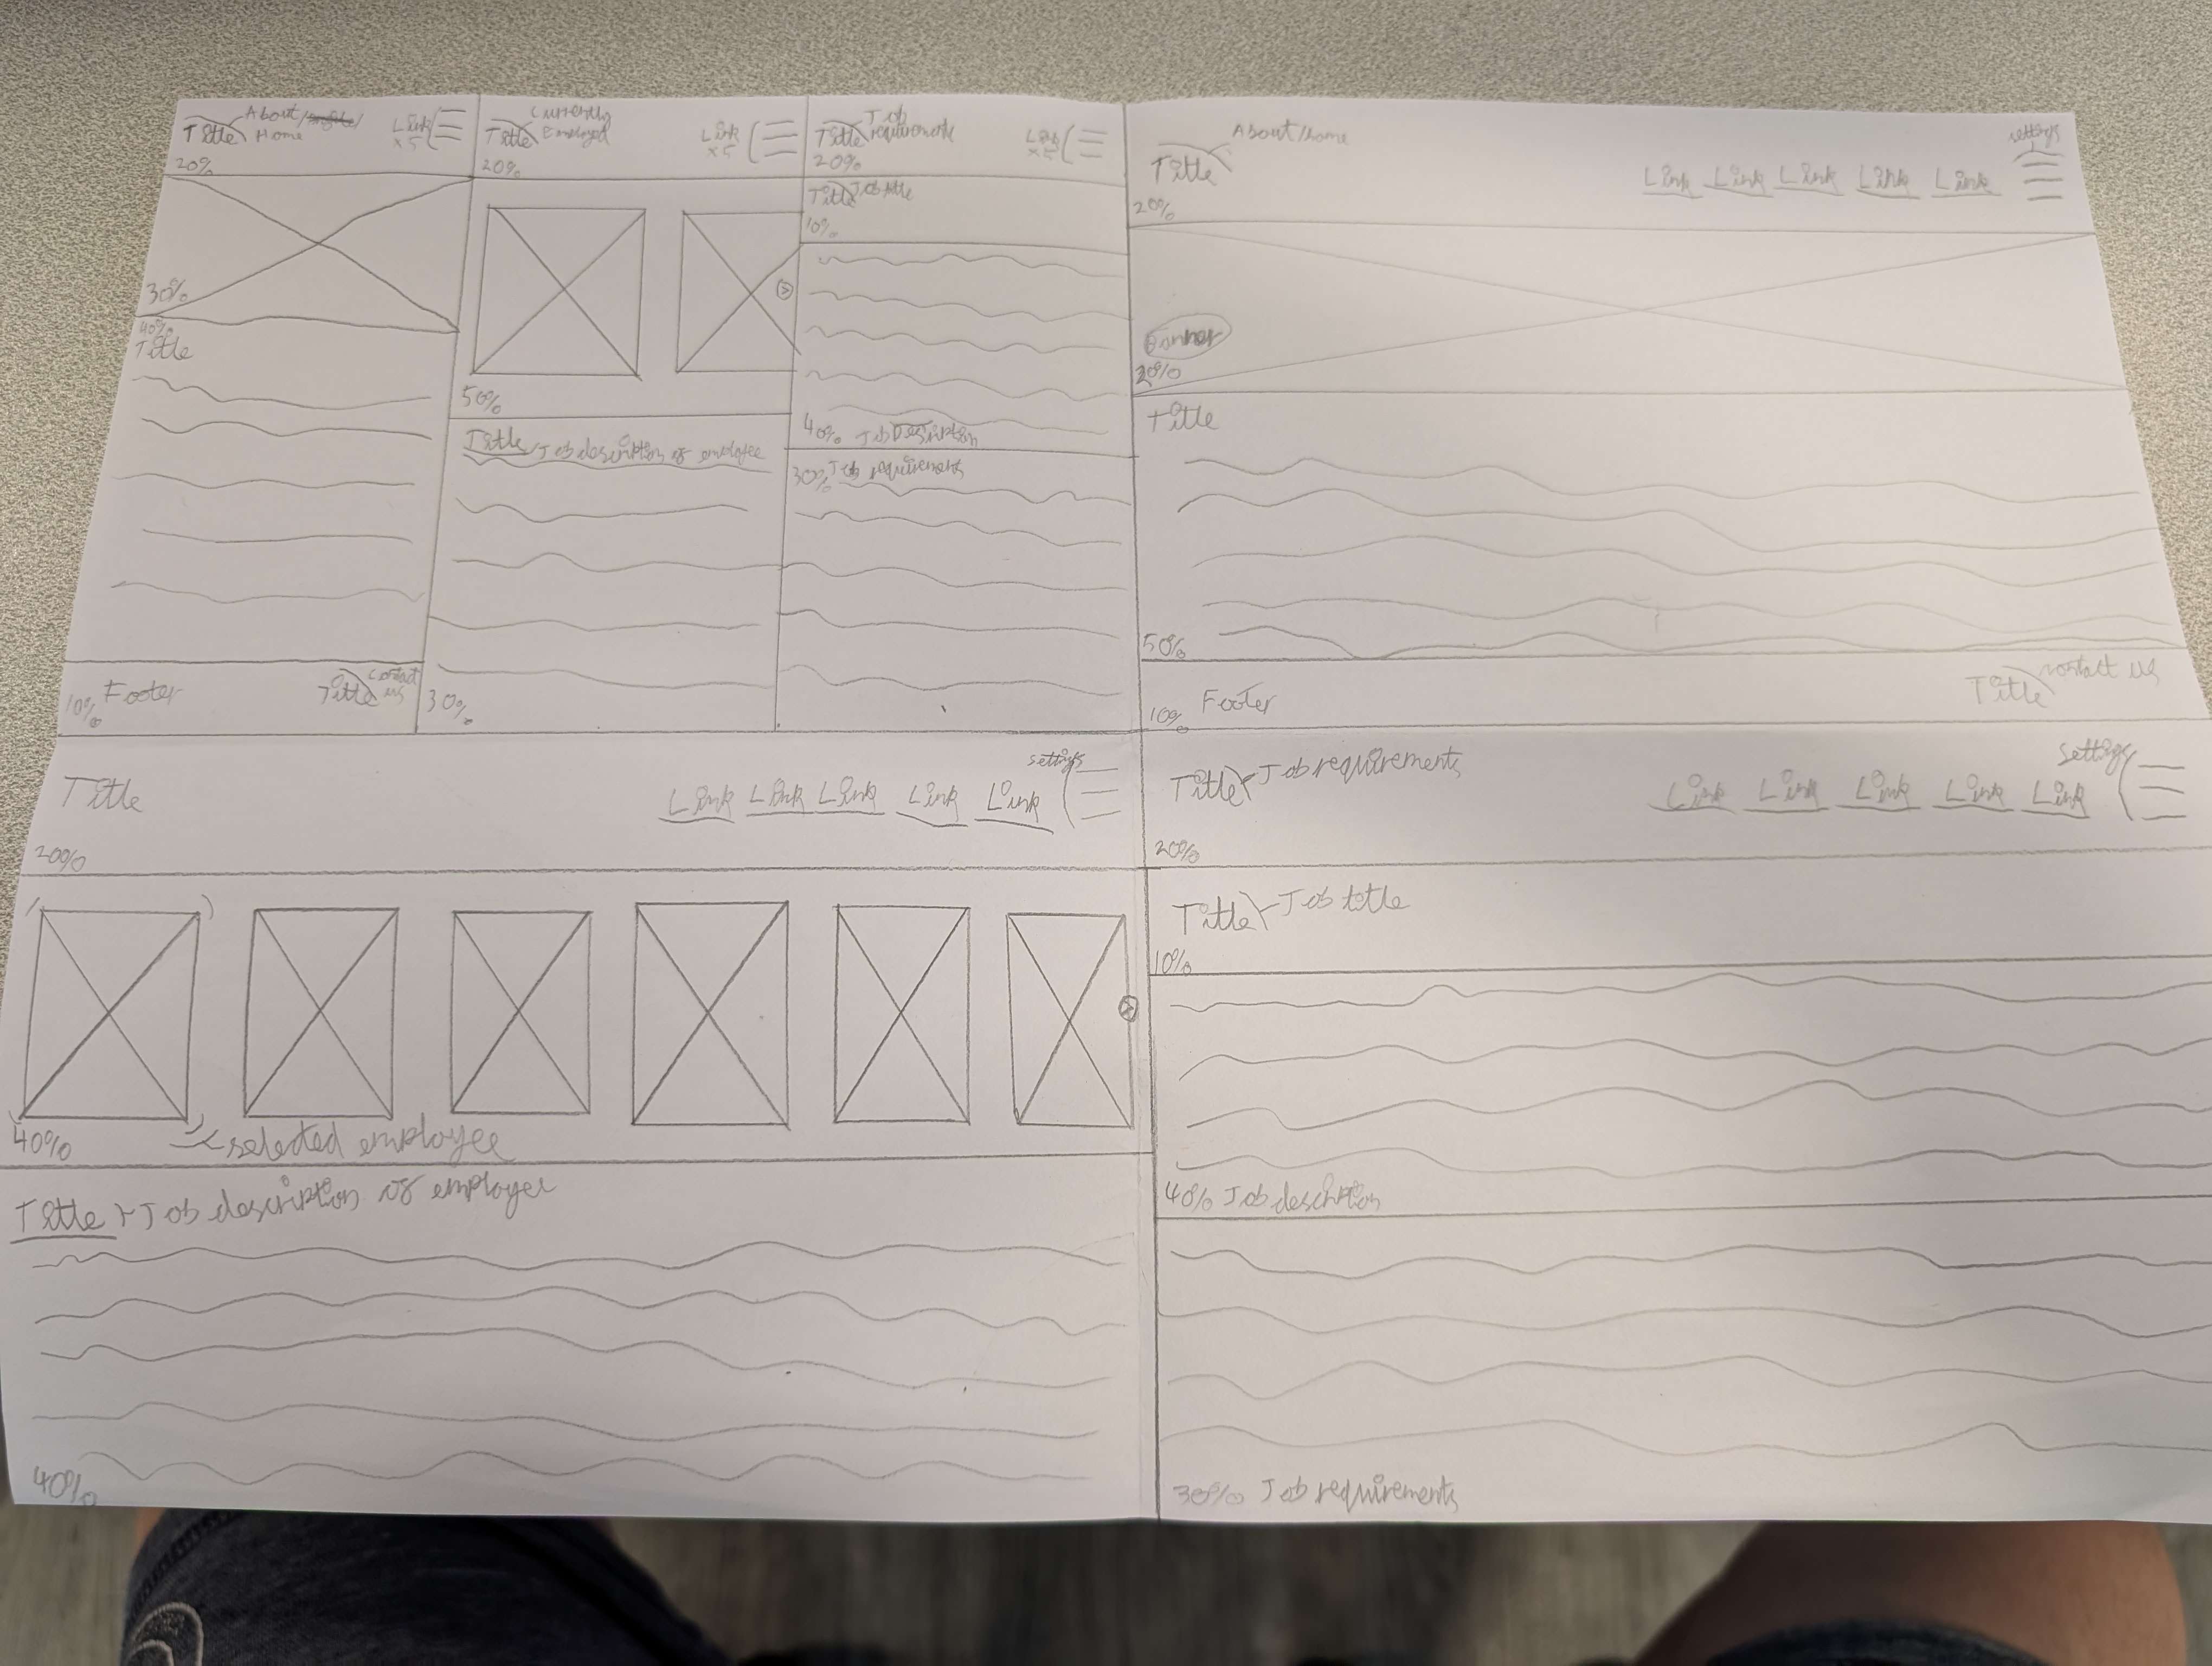 About/
Title Home
Link
x5
20%
30%
40%
Title
10% Footer
Title contact us
Currently
Title Employed
Link
x5
20%
50%
Title Job description of employee
30%
Job
Title requirements
Link
x5
20%
Title Job title
10%
40% Job Description
30% Job requirements
About/home
Title
settings
Link Link Link Link Link
20%
Banner
20%
Title
50%
10% Footer
Title contact us
Title
settings
Link Link Link Link Link
20%
40%
selected employee
Title Job description of employee
40%
Title Job requirements
settings
Link Link Link Link Link
20%
Title Job title
10%
40% Job description
30% Job requirements